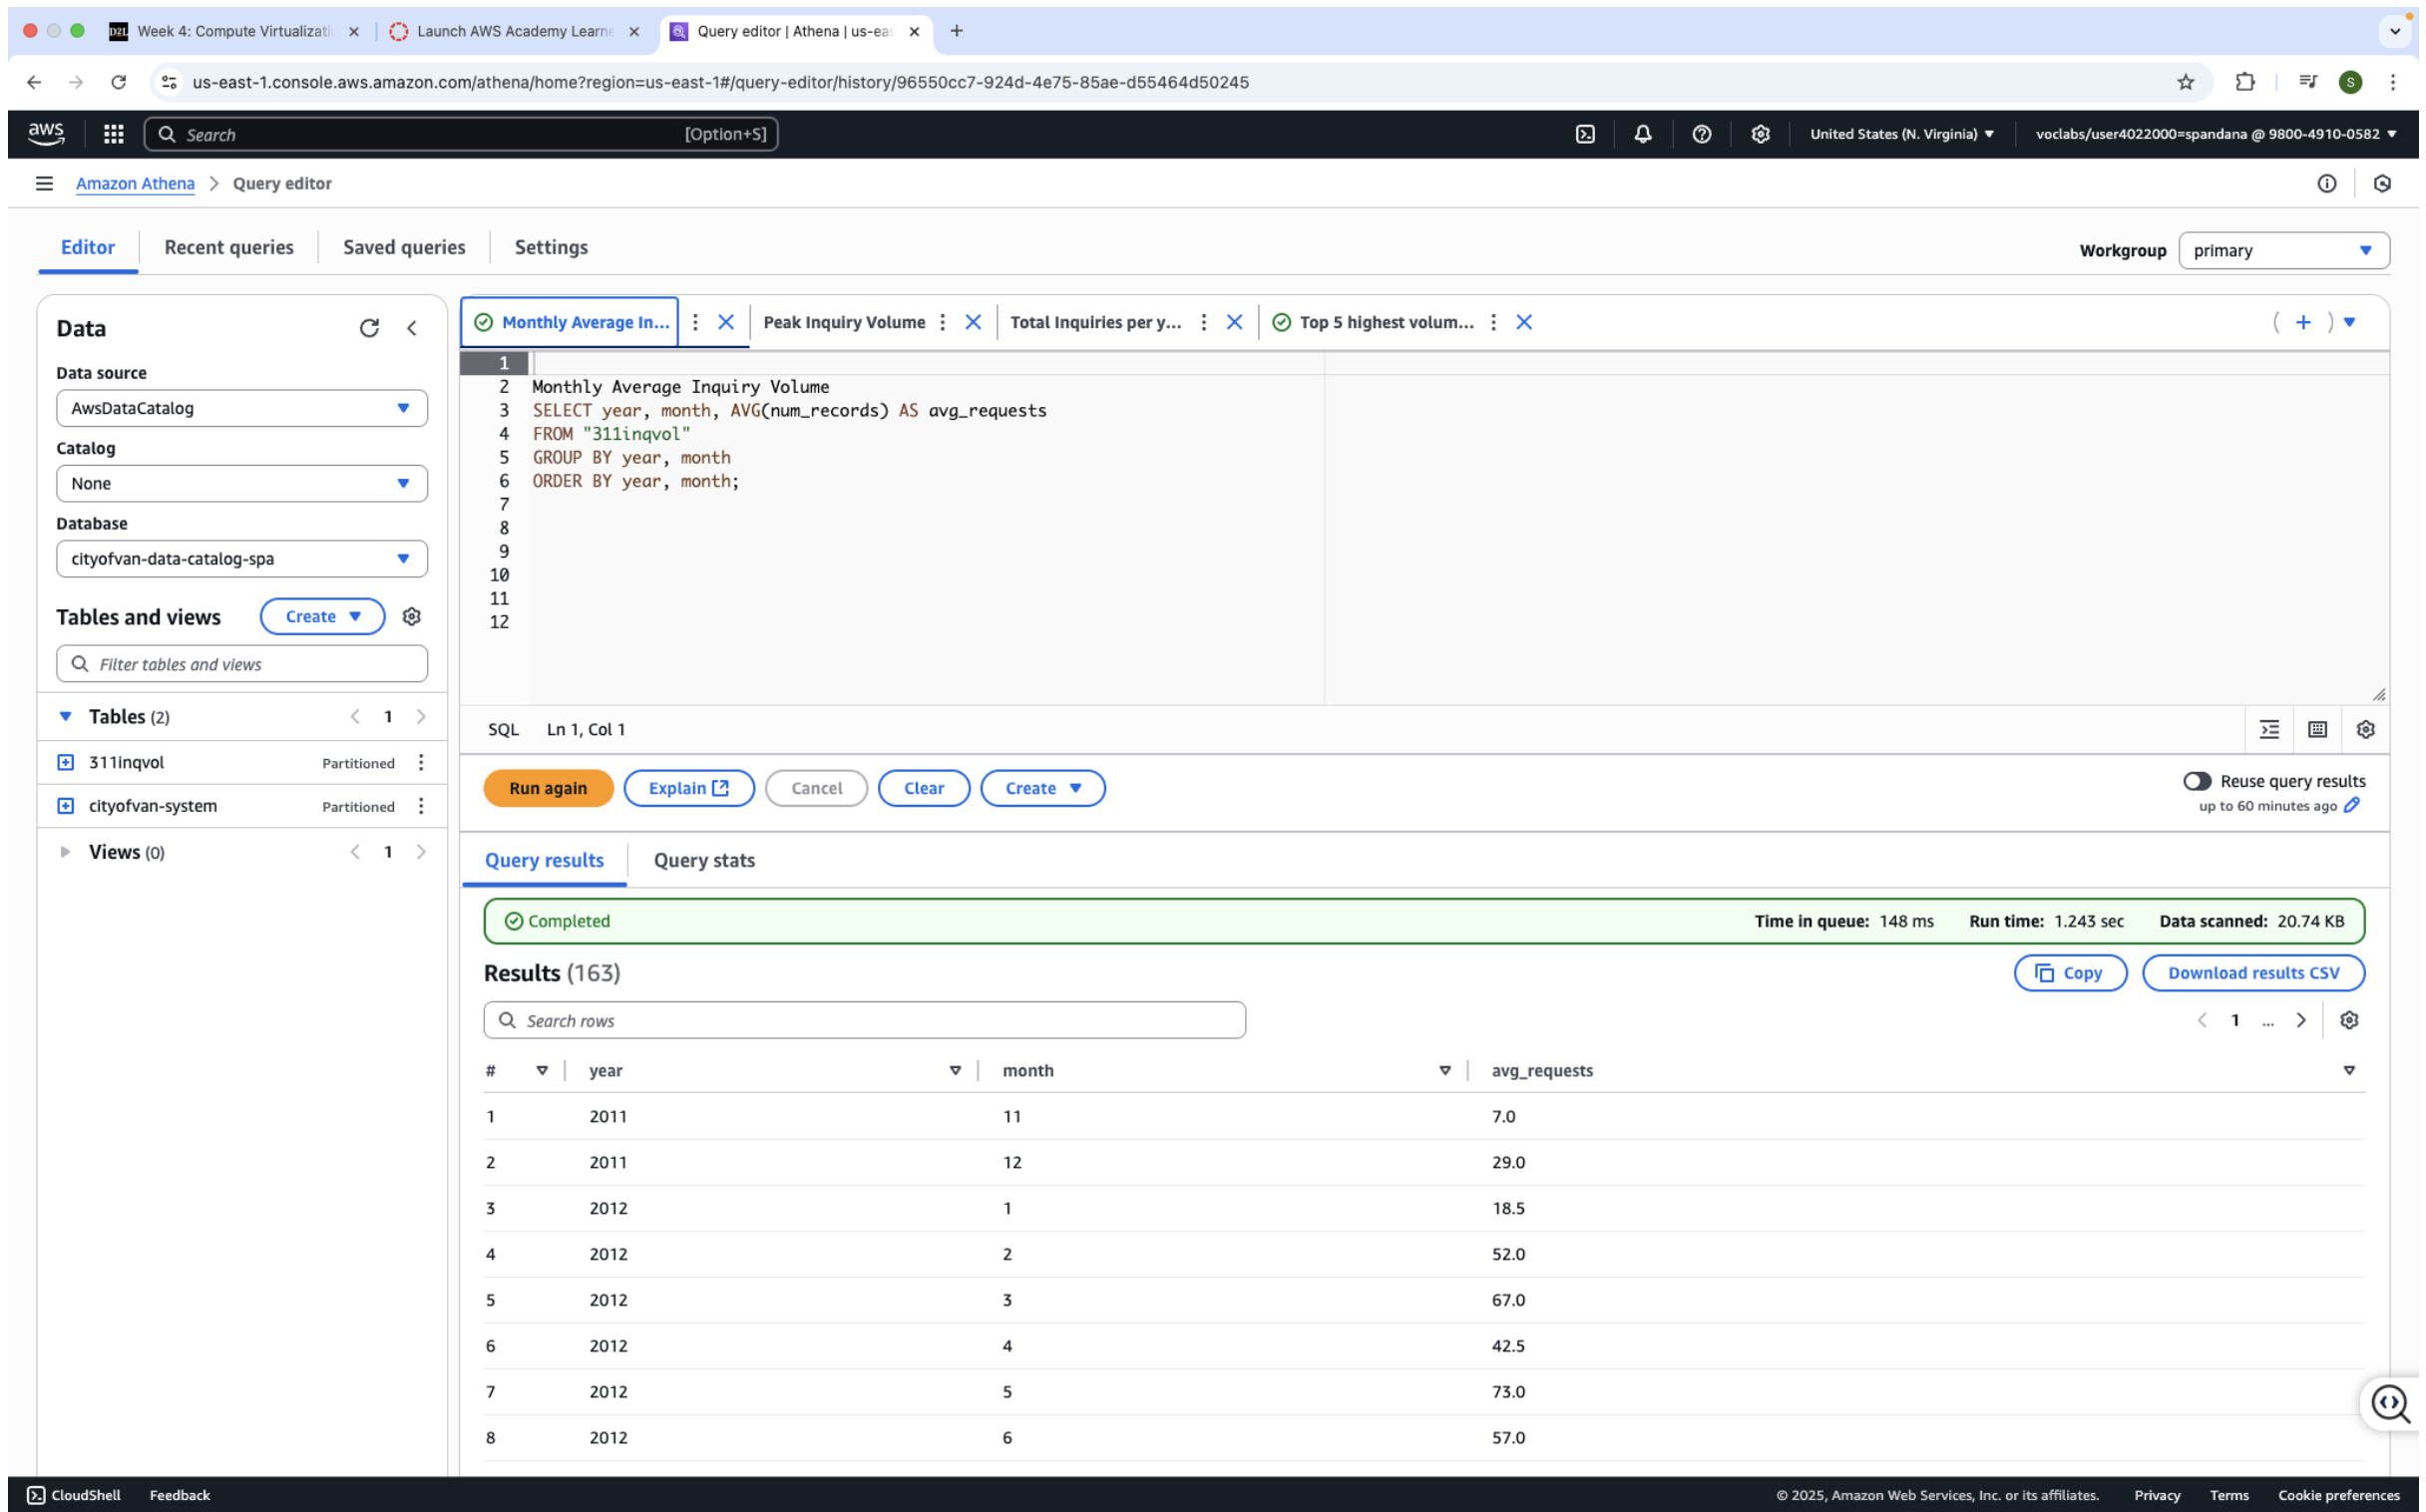 Week 4: Compute Virtualizati
Launch AWS Academy Learne
Query editor | Athena | us-eas
us-east-1.console.aws.amazon.com/athena/home?region=us-east-1#/query-editor/history/96550cc7-924d-4e75-85ae-d55464d50245
S
aws
Search
[Option+S]
United States (N. Virginia)
voclabs/user4022000=spandana @ 9800-4910-0582
Amazon Athena > Query editor
Editor
Recent queries
Saved queries
Settings
Workgroup
primary
Data
Data source
AwsDataCatalog
Catalog
None
Database
cityofvan-data-catalog-spa
Tables and views
Create
Filter tables and views
Tables (2)
1
311inqvol
Partitioned
cityofvan-system
Partitioned
Views (0)
1
Monthly Average In...
Peak Inquiry Volume
Total Inquiries per y...
Top 5 highest volum...
1
2 Monthly Average Inquiry Volume
3 SELECT year, month, AVG(num_records) AS avg_requests
4 FROM "311inqvol"
5 GROUP BY year, month
6 ORDER BY year, month;
7
8
9
10
11
12
SQL
Ln 1, Col 1
Run again
Explain
Cancel
Clear
Create
Reuse query results
up to 60 minutes ago
Query results
Query stats
Completed
Time in queue: 148 ms
Run time: 1.243 sec
Data scanned: 20.74 KB
Results (163)
Copy
Download results CSV
Search rows
1 ...
# year month avg_requests
1 2011 11 7.0
2 2011 12 29.0
3 2012 1 18.5
4 2012 2 52.0
5 2012 3 67.0
6 2012 4 42.5
7 2012 5 73.0
8 2012 6 57.0
CloudShell
Feedback
© 2025, Amazon Web Services, Inc. or its affiliates.
Privacy
Terms
Cookie preferences